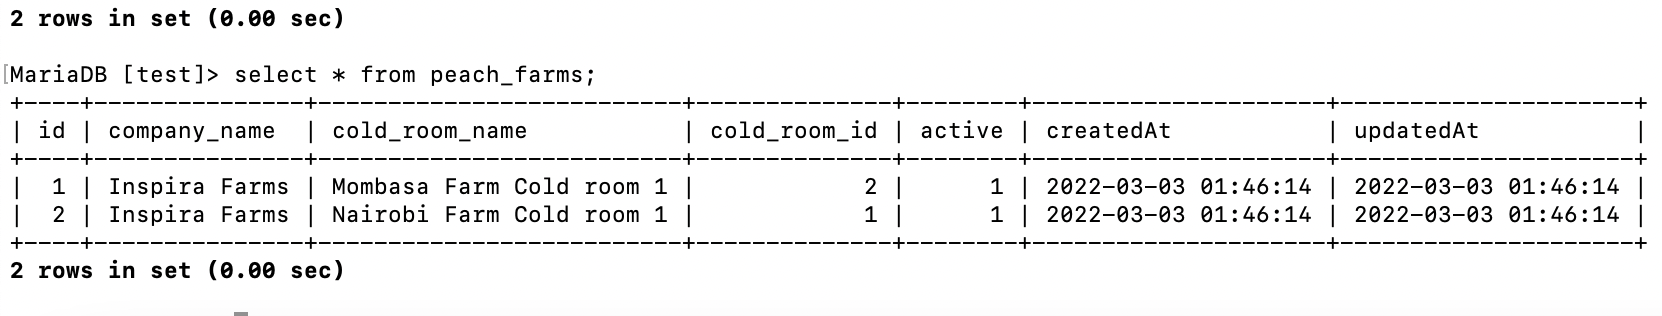 2 rows in set (0.00 sec)
[MariaDB [test]> select * from peach_farms;
+----+----------------+---------------------------+--------------+--------+---------------------+---------------------+
| id | company_name   | cold_room_name            | cold_room_id | active | createdAt           | updatedAt           |
+----+----------------+---------------------------+--------------+--------+---------------------+---------------------+
|  1 | Inspira Farms  | Mombasa Farm Cold room 1  |            2 |      1 | 2022-03-03 01:46:14 | 2022-03-03 01:46:14 |
|  2 | Inspira Farms  | Nairobi Farm Cold room 1  |            1 |      1 | 2022-03-03 01:46:14 | 2022-03-03 01:46:14 |
+----+----------------+---------------------------+--------------+--------+---------------------+---------------------+
2 rows in set (0.00 sec)